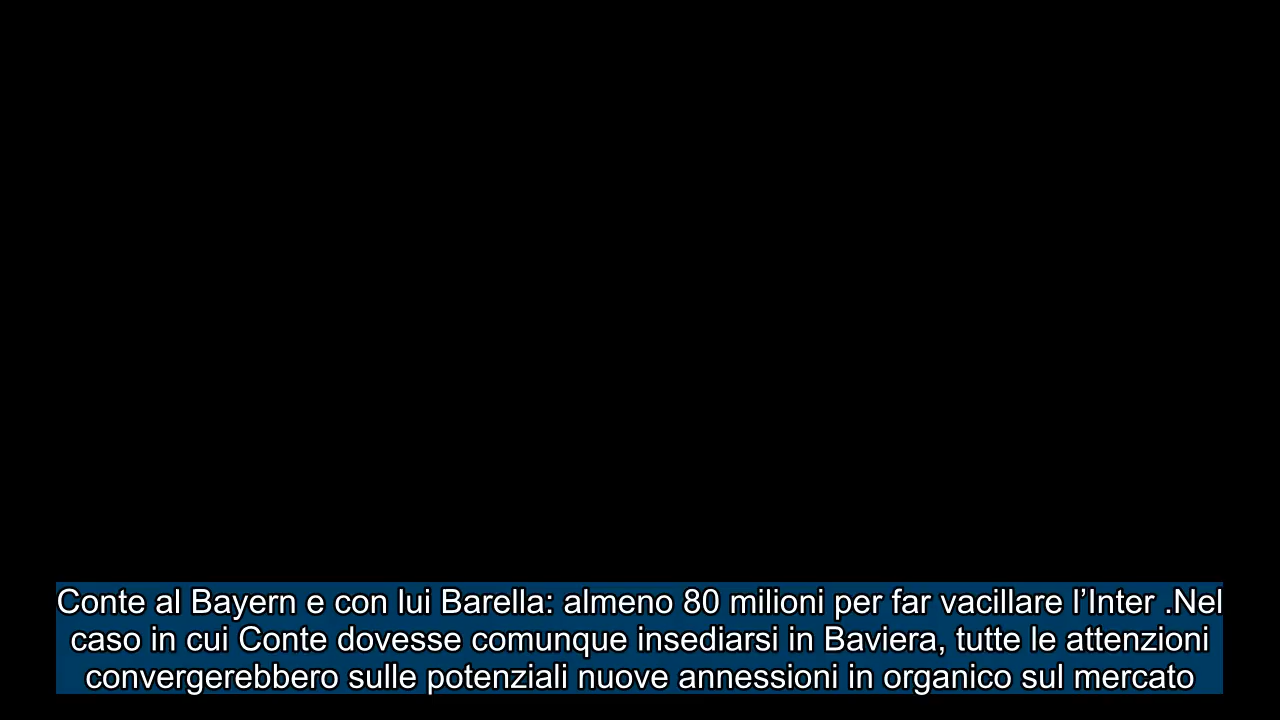 Conte al Bayern e con lui Barella: almeno 80 milioni per far vacillare l’Inter .Nel
caso in cui Conte dovesse comunque insediarsi in Baviera, tutte le attenzioni
convergerebbero sulle potenziali nuove annessioni in organico sul mercato